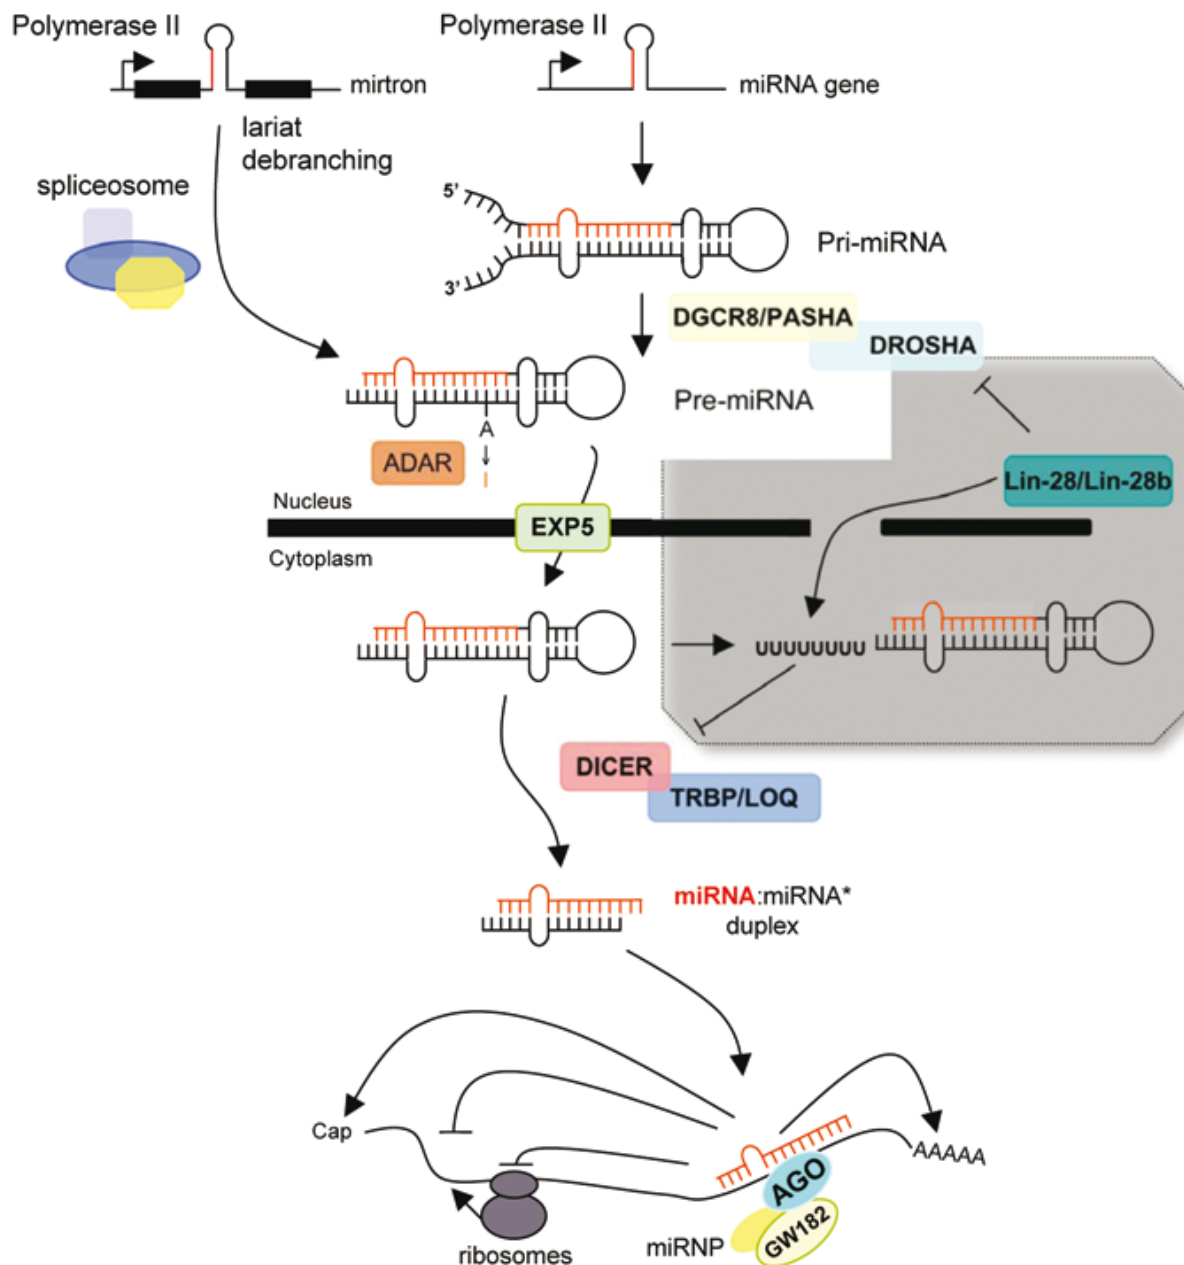 Polymerase II
Polymerase II
mirtron
miRNA gene
lariat
debranching
spliceosome
5'
3'
Pri-miRNA
DGCR8/PASHA
DROSHA
Pre-miRNA
A
I
ADAR
Lin-28/Lin-28b
Nucleus
EXP5
Cytoplasm
UUUUUUUU
DICER
TRBP/LOQ
miRNA:miRNA*
duplex
Cap
AAAAA
AGO
GW182
miRNP
ribosomes